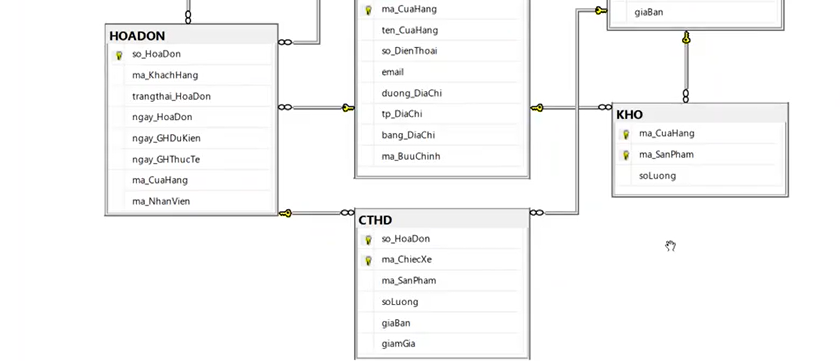 HOADON
so_HoaDon
ma_KhachHang
trangthai_HoaDon
ngay_HoaDon
ngay_GHDuKien
ngay_GHThucTe
ma_CuaHang
ma_NhanVien
ma_CuaHang
ten_CuaHang
so_DienThoai
email
duong_DiaChi
tp_DiaChi
bang_DiaChi
ma_BuuChinh
giaBan
KHO
ma_CuaHang
ma_SanPham
soLuong
CTHD
so_HoaDon
ma_ChiecXe
ma_SanPham
soLuong
giaBan
giamGia